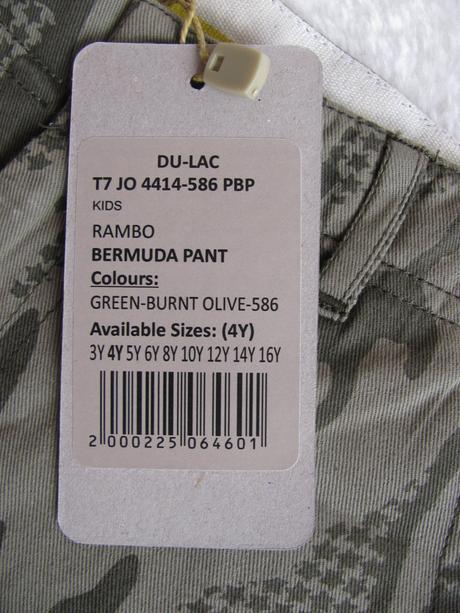 DU-LAC
T7 JO 4414-586 PBP
KIDS
RAMBO
BERMUDA PANT
Colours:
GREEN-BURNT OLIVE-586
Available Sizes: (4Y)
3Y 4Y 5Y 6Y 8Y 10Y 12Y 14Y 16Y
2 000225 064601